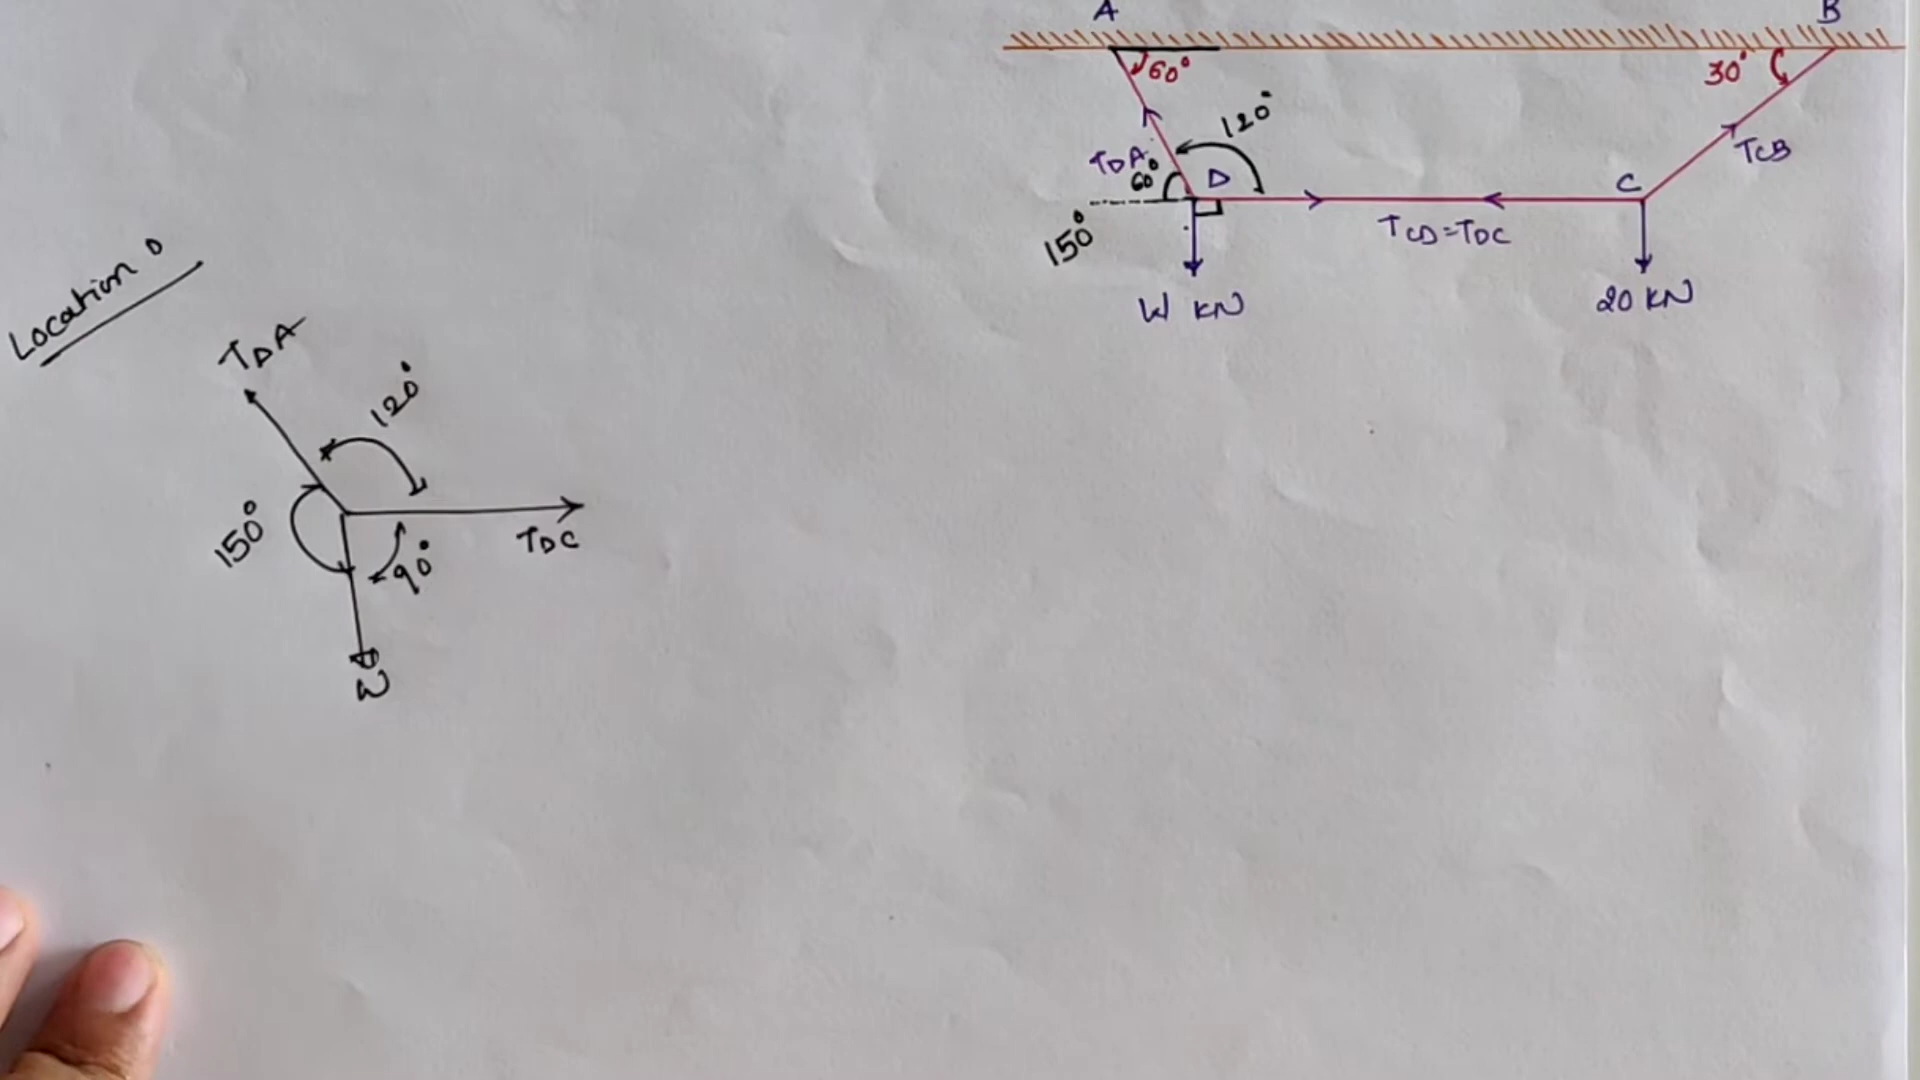 A
B
60°
30°
120°
TDA
TCB
60°
D
C
150°
TCD=TDC
W KN
20 KN
Location D
TDA
120°
150°
TDC
90°
W